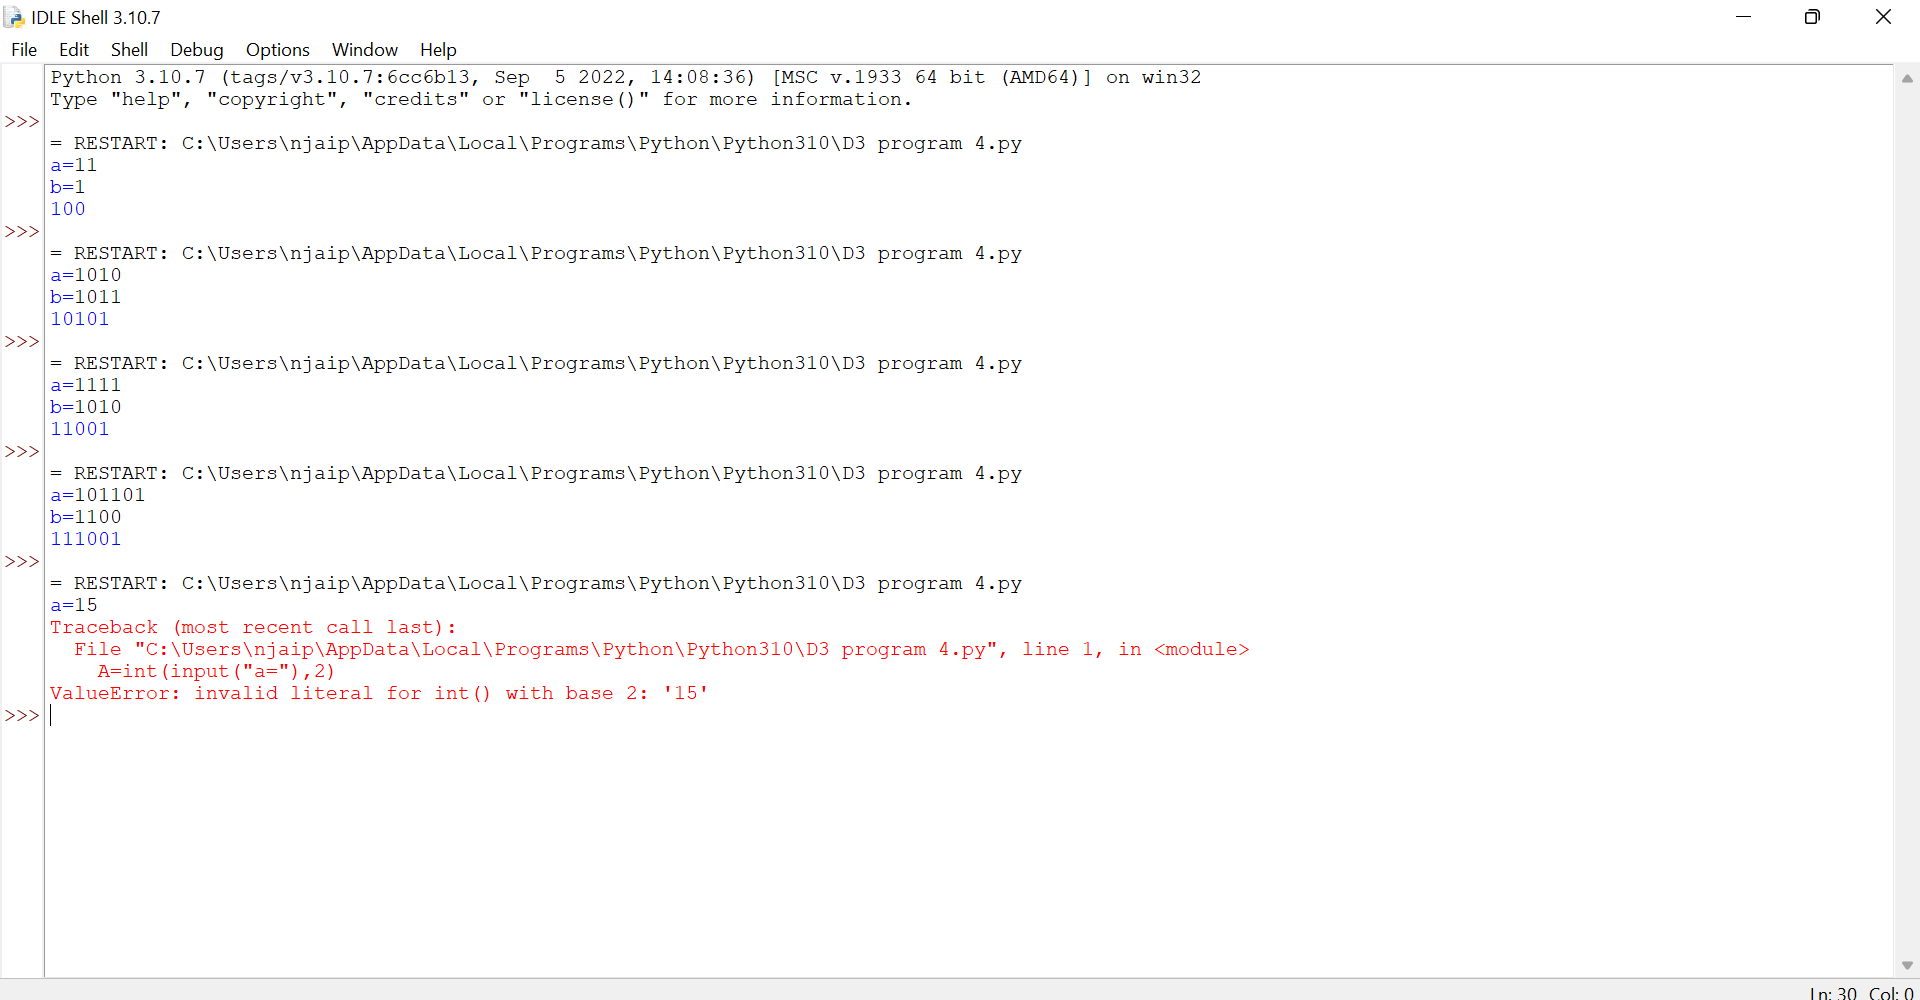 IDLE Shell 3.10.7
File Edit Shell Debug Options Window Help
Python 3.10.7 (tags/v3.10.7:6cc6b13, Sep  5 2022, 14:08:36) [MSC v.1933 64 bit (AMD64)] on win32
Type "help", "copyright", "credits" or "license()" for more information.
>>>
= RESTART: C:\Users\njaip\AppData\Local\Programs\Python\Python310\D3 program 4.py
a=11
b=1
100
>>>
= RESTART: C:\Users\njaip\AppData\Local\Programs\Python\Python310\D3 program 4.py
a=1010
b=1011
10101
>>>
= RESTART: C:\Users\njaip\AppData\Local\Programs\Python\Python310\D3 program 4.py
a=1111
b=1010
11001
>>>
= RESTART: C:\Users\njaip\AppData\Local\Programs\Python\Python310\D3 program 4.py
a=101101
b=1100
111001
>>>
= RESTART: C:\Users\njaip\AppData\Local\Programs\Python\Python310\D3 program 4.py
a=15
Traceback (most recent call last):
  File "C:\Users\njaip\AppData\Local\Programs\Python\Python310\D3 program 4.py", line 1, in <module>
    A=int(input("a="),2)
ValueError: invalid literal for int() with base 2: '15'
>>>
Ln: 30 Col: 0